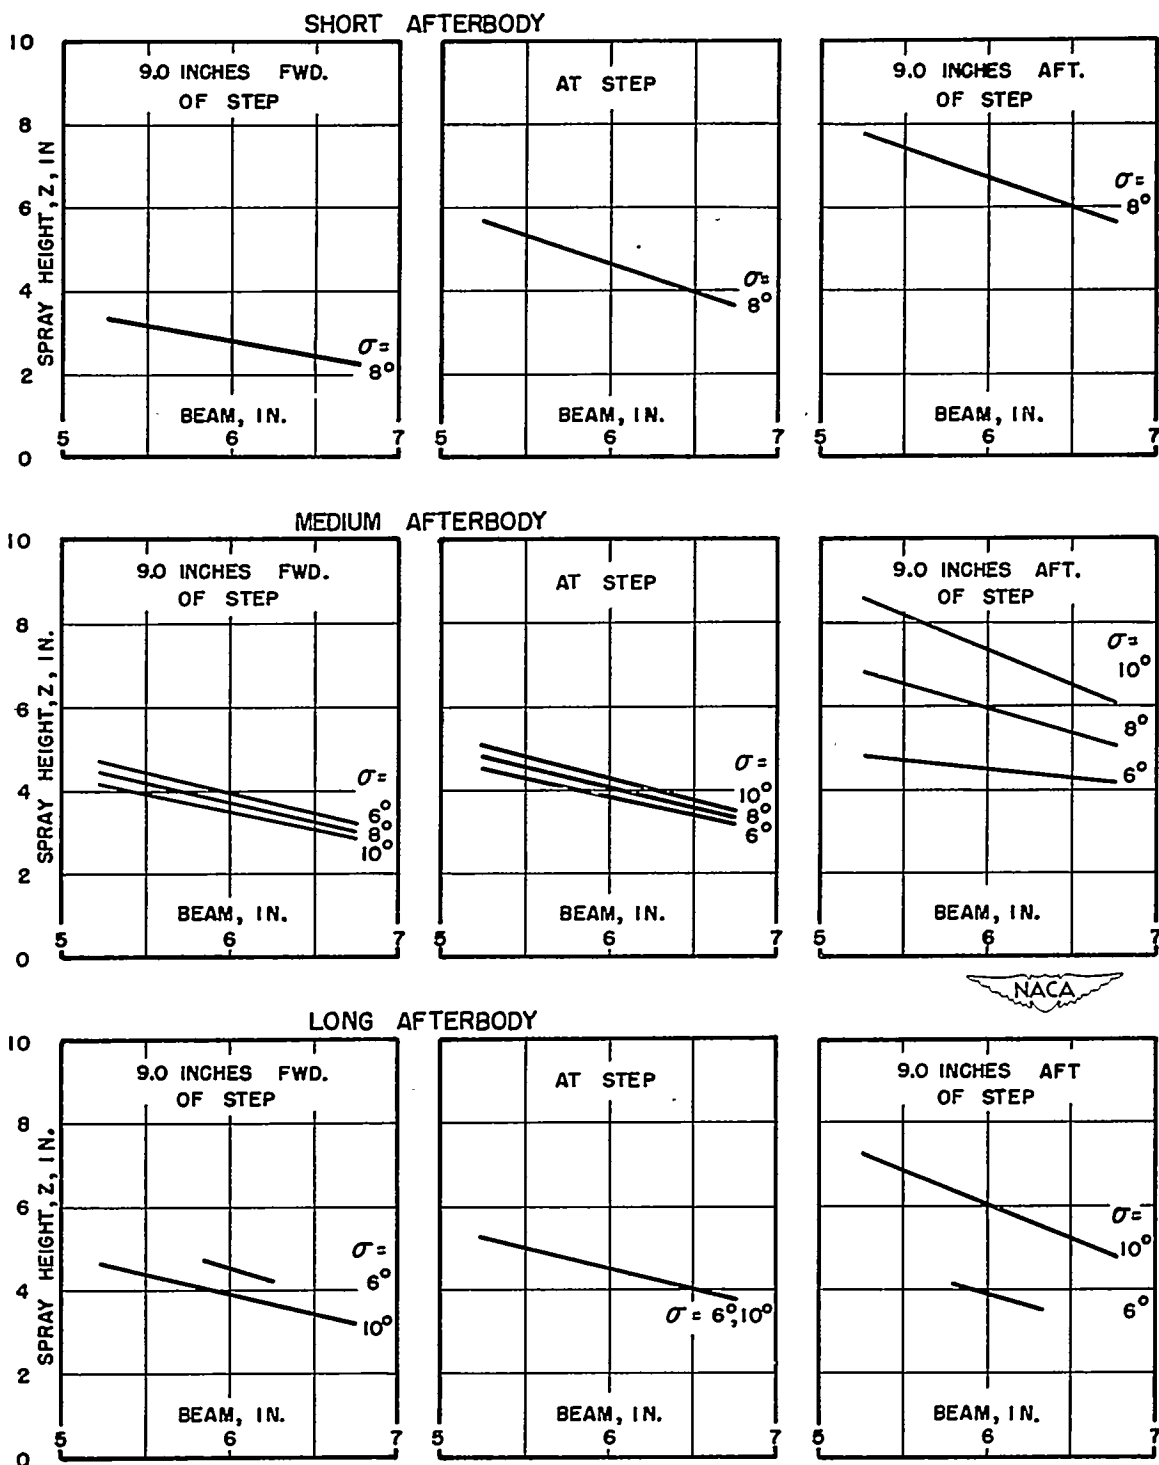 SHORT AFTERBODY
10
9.0 INCHES FWD.
OF STEP
AT STEP
9.0 INCHES AFT.
OF STEP
8
6
4
2
0
SPRAY HEIGHT, Z, IN
σ=
8°
σ=
8°
σ=
8°
BEAM, IN.
BEAM, IN.
BEAM, IN.
5 6 7
5 6 7
5 6 7
MEDIUM AFTERBODY
10
9.0 INCHES FWD.
OF STEP
AT STEP
9.0 INCHES AFT.
OF STEP
8
6
4
2
0
SPRAY HEIGHT, Z, IN.
σ=
6°
8°
10°
σ=
10°
8°
6°
σ=
10°
8°
6°
BEAM, IN.
BEAM, IN.
BEAM, IN.
5 6 7
5 6 7
5 6 7
NACA
LONG AFTERBODY
10
9.0 INCHES FWD.
OF STEP
AT STEP
9.0 INCHES AFT
OF STEP
8
6
4
2
0
SPRAY HEIGHT, Z, IN.
σ=
6°
10°
σ= 6°,10°
σ=
10°
6°
BEAM, IN.
BEAM, IN.
BEAM, IN.
5 6 7
5 6 7
5 6 7